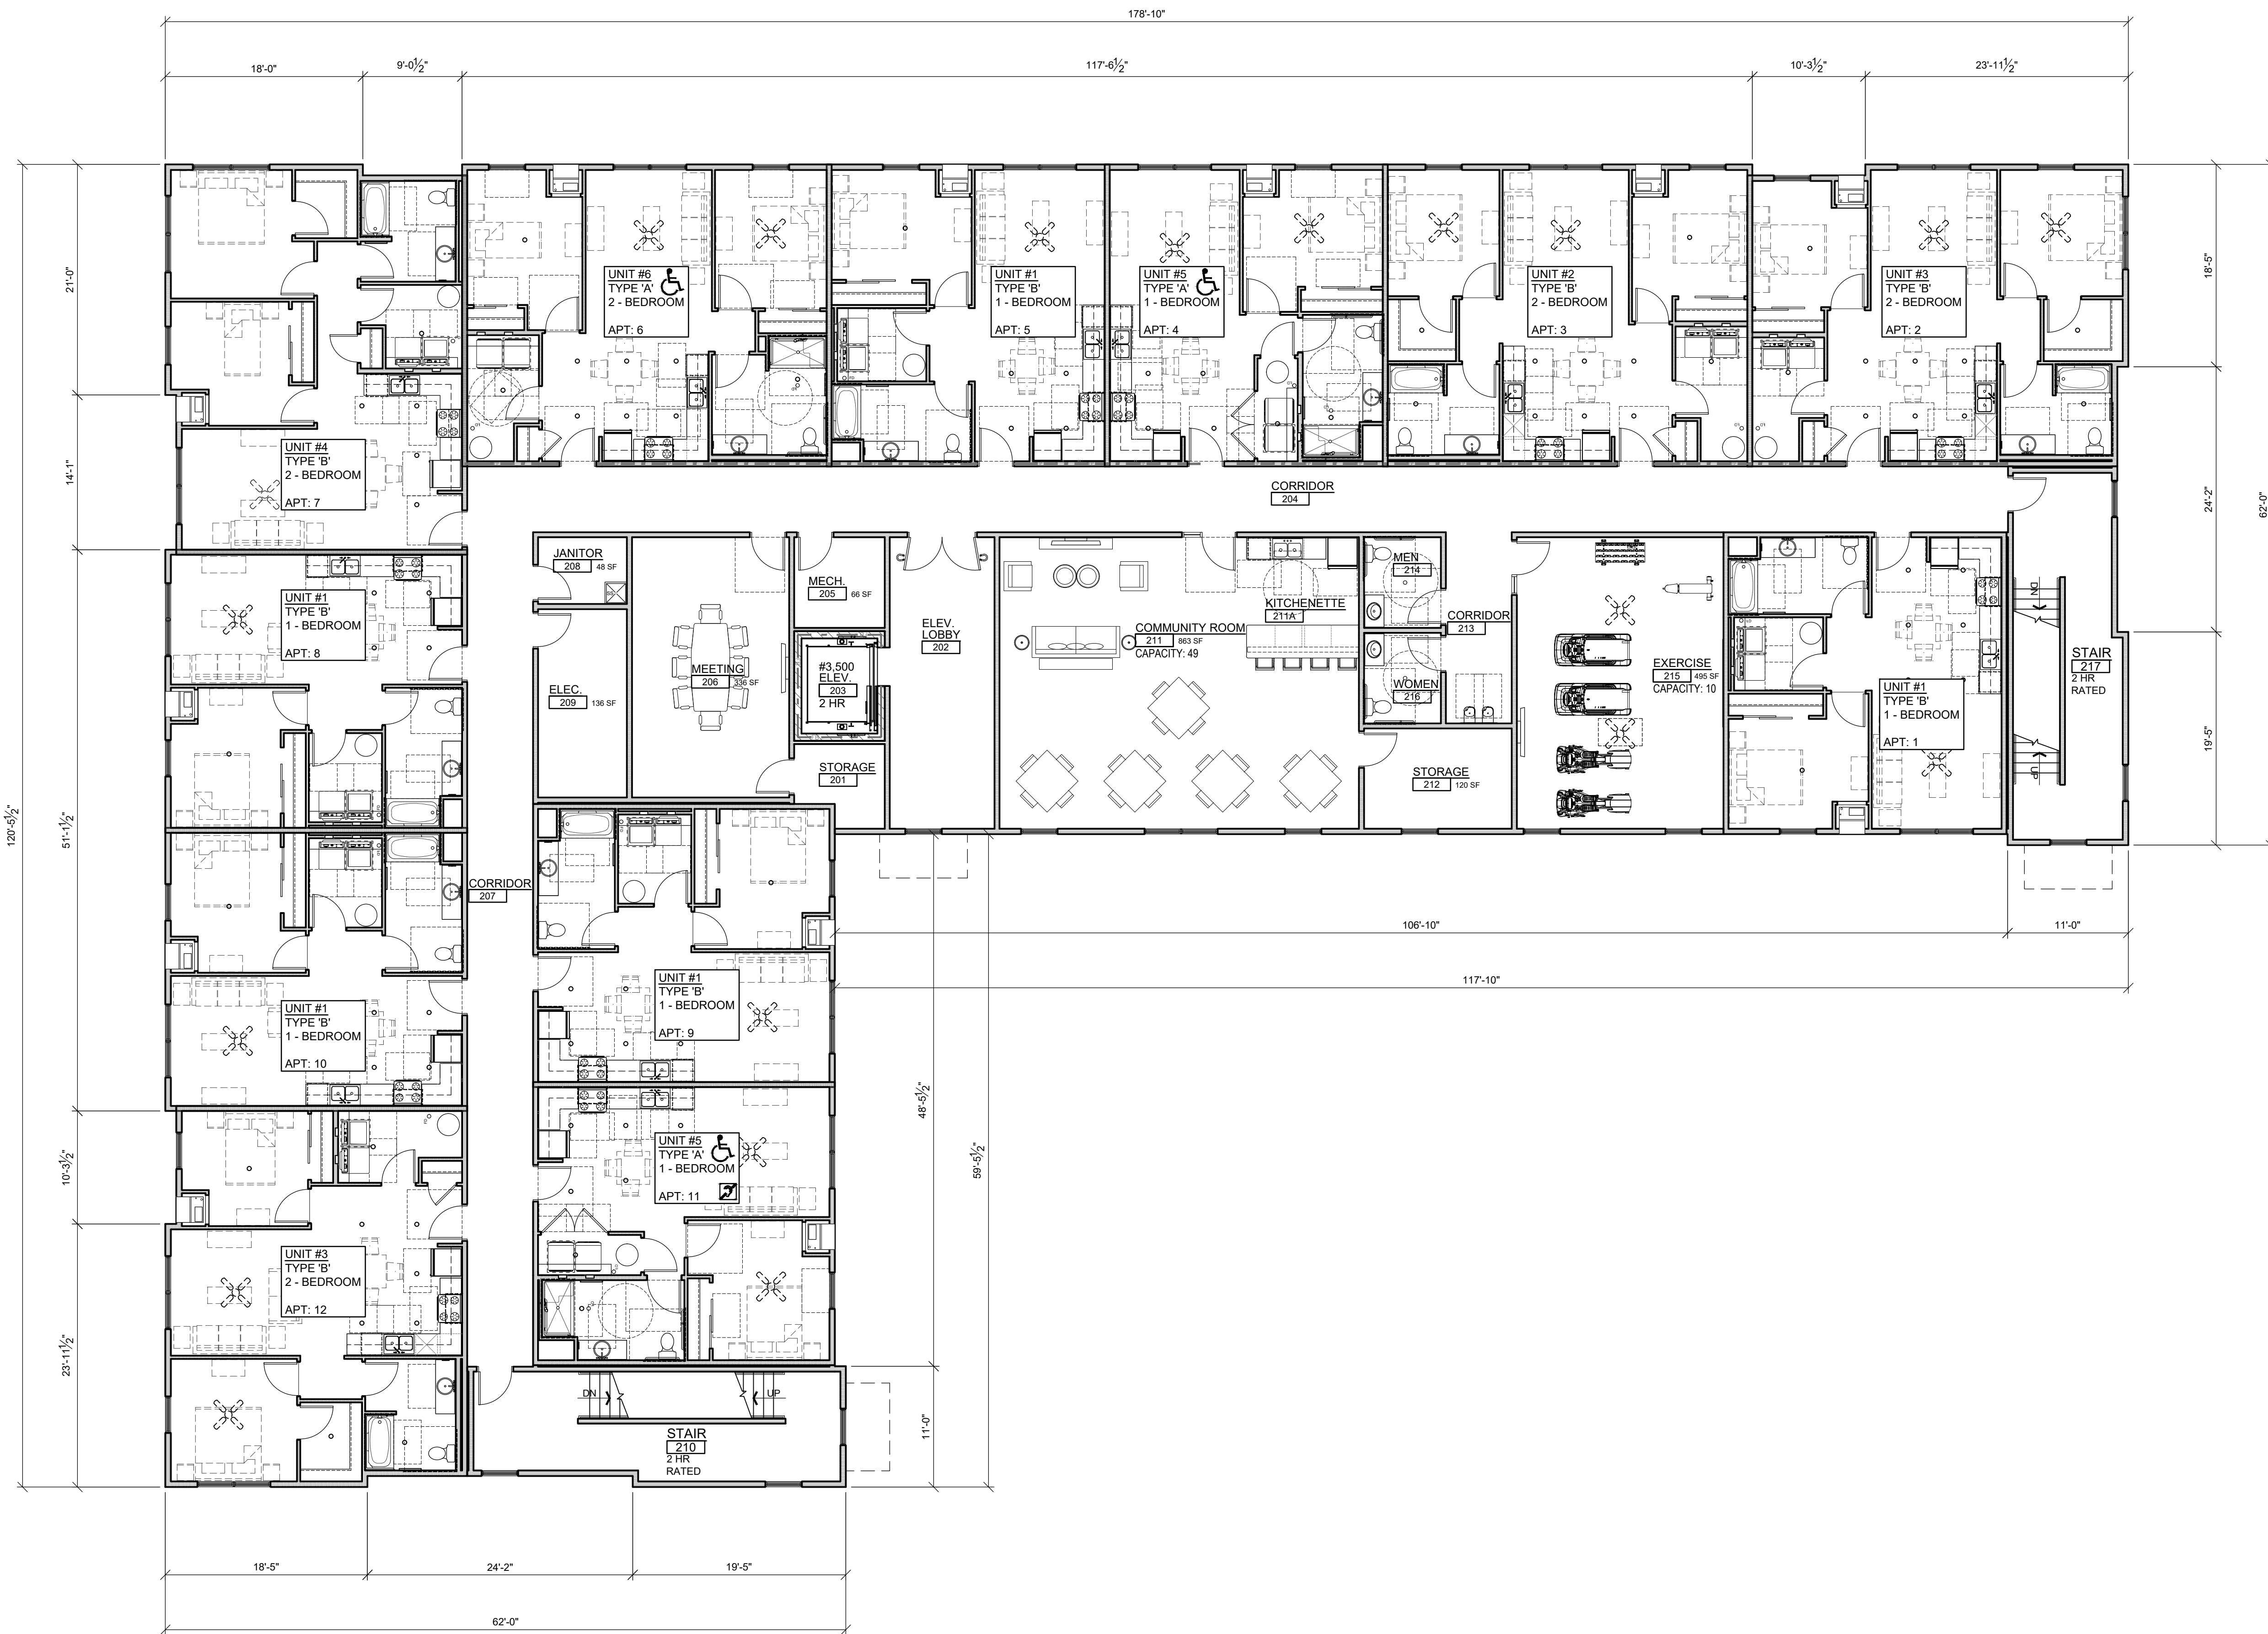 178'-10"
18'-0"
9'-0½"
117'-6½"
10'-3½"
23'-11½"
UNIT #6
TYPE 'A'
2 - BEDROOM
APT: 6
UNIT #1
TYPE 'B'
1 - BEDROOM
APT: 5
UNIT #5
TYPE 'A'
1 - BEDROOM
APT: 4
UNIT #2
TYPE 'B'
2 - BEDROOM
APT: 3
UNIT #3
TYPE 'B'
2 - BEDROOM
APT: 2
21'-0"
18'-5"
UNIT #4
TYPE 'B'
2 - BEDROOM
APT: 7
14'-1"
CORRIDOR
204
24'-2"
62'-0"
JANITOR
208 48 SF
MECH.
205 66 SF
ELEV.
LOBBY
202
MEN
214
KITCHENETTE
211A
CORRIDOR
213
COMMUNITY ROOM
211 863 SF
CAPACITY: 49
UNIT #1
TYPE 'B'
1 - BEDROOM
APT: 8
ELEC.
209 136 SF
MEETING
206 336 SF
#3,500
ELEV.
203
2 HR
WOMEN
216
EXERCISE
215 495 SF
CAPACITY: 10
UNIT #1
TYPE 'B'
1 - BEDROOM
APT: 1
DN
UP
STAIR
217
2 HR
RATED
19'-5"
STORAGE
201
STORAGE
212 120 SF
120'-5½"
51'-1½"
CORRIDOR
207
106'-10"
11'-0"
117'-10"
UNIT #1
TYPE 'B'
1 - BEDROOM
APT: 9
UNIT #1
TYPE 'B'
1 - BEDROOM
APT: 10
48'-5½"
59'-5½"
UNIT #5
TYPE 'A'
1 - BEDROOM
APT: 11
10'-3½"
UNIT #3
TYPE 'B'
2 - BEDROOM
APT: 12
23'-11½"
DN
UP
STAIR
210
2 HR
RATED
11'-0"
18'-5"
24'-2"
19'-5"
62'-0"